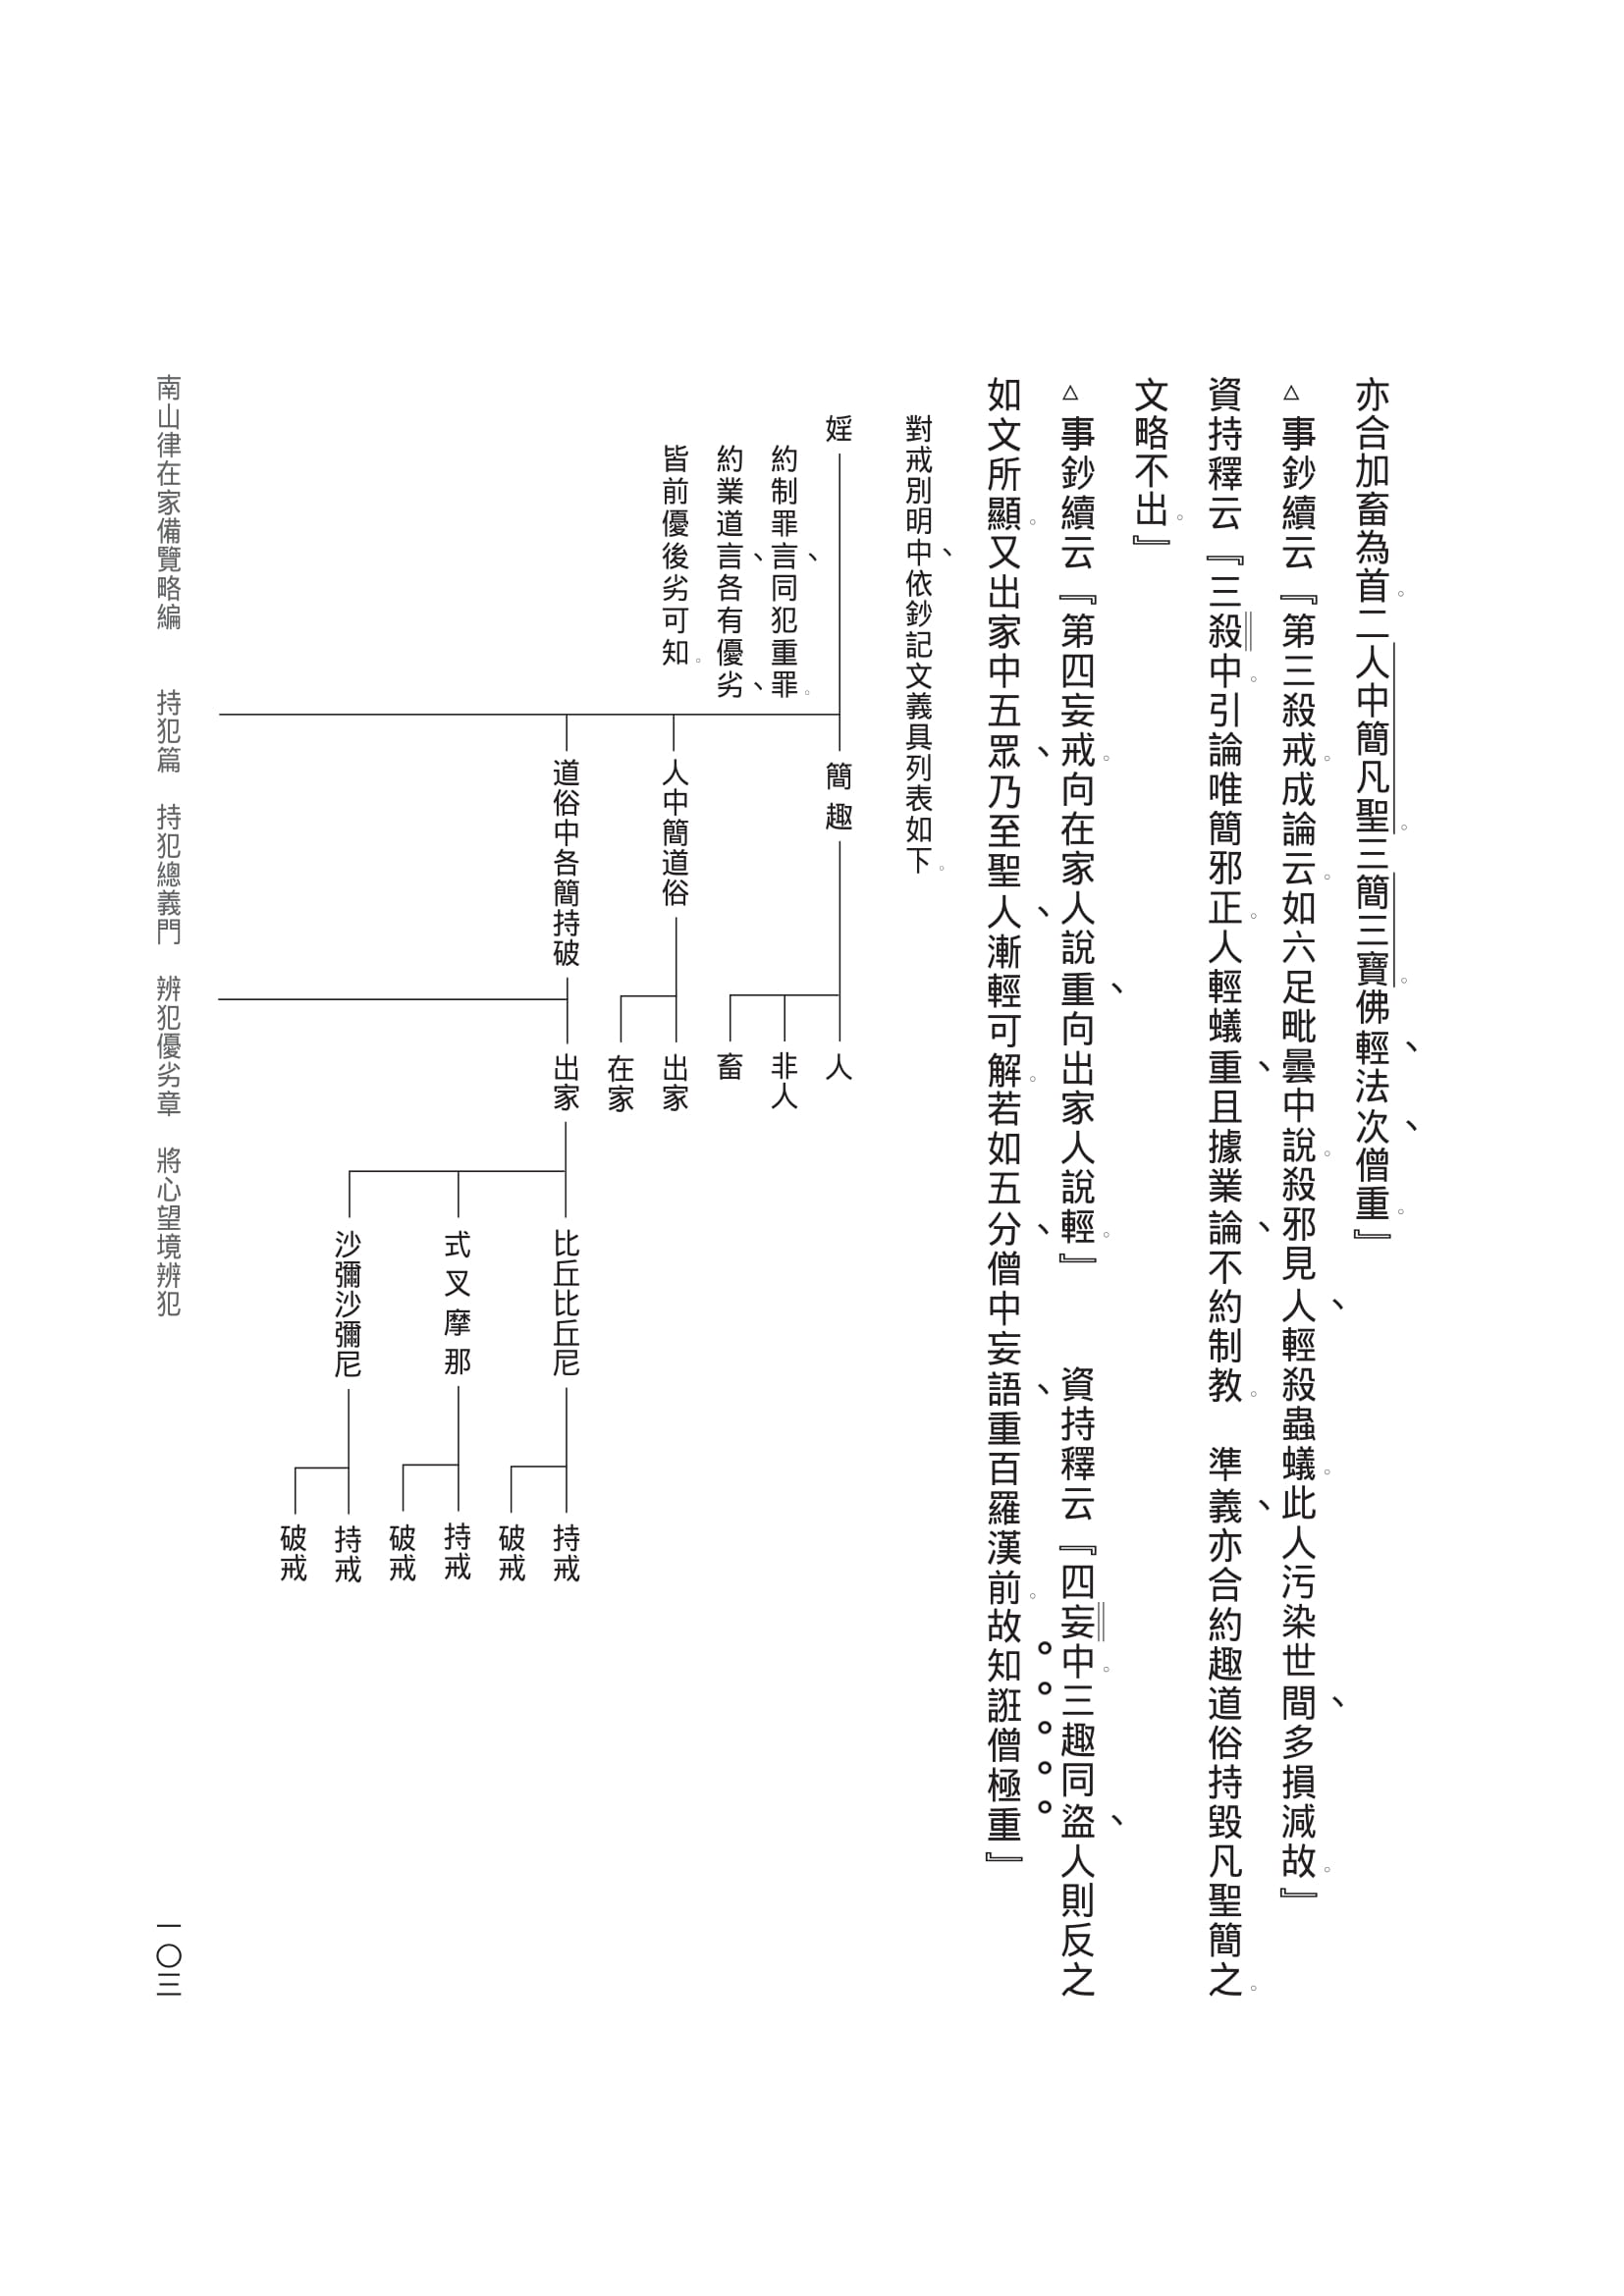 亦合加畜為首。二人中簡凡聖。三簡三寶。佛輕、法次、僧重。』
△事鈔續云『第三殺戒。成論云。如六足毗曇中說。殺邪見人、輕殺蟲蟻。此人污染世間、多損減故。』
資持釋云『三殺中。引論唯簡邪正。人輕蟻重、且據業論、不約制教。　準義、亦合約趣道俗持毀凡聖簡之。
文略不出。』
△事鈔續云『第四妄戒。向在家人說重、向出家人說輕。』　　資持釋云『四妄中。三趣同盜、人則反之
如文所顯。又出家中五眾、乃至聖人、漸輕可解。若如五分、僧中妄語、重百羅漢前。故知誑僧極重』
對戒別明中、依鈔記文義具列表如下。
婬
約制罪言、同犯重罪。
約業道言、各有優劣、
皆前優後劣可知。
簡趣
人
非人
畜
人中簡道俗
出家
在家
道俗中各簡持破
出家
比丘比丘尼
持戒
破戒
式叉摩那
持戒
破戒
沙彌沙彌尼
持戒
破戒
南山律在家備覽略編　　持犯篇　持犯總義門　辨犯優劣章　將心望境辨犯
一〇三